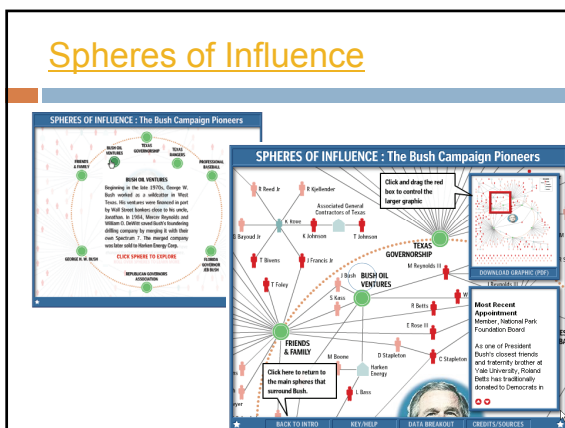 Spheres of Influence
SPHERES OF INFLUENCE : The Bush Campaign Pioneers
FRIENDS
& FAMILY
BUSH OIL
VENTURES
TEXAS
GOVERNORSHIP
TEXAS
RANGERS
PROFESSIONAL
BASEBALL
BUSH OIL VENTURES
Beginning in the late 1970s, George W.
Bush worked as a wildcatter in West
Texas. His ventures were financed in part
by Wall Street bankers close to his uncle,
Jonathan. In 1984, Mercer Reynolds and
William O. DeWitt saved Bush's floundering
drilling company by merging it with their
own Spectrum 7. The merged company
was later sold to Harken Energy Corp.
CLICK SPHERE TO EXPLORE
GEORGE H. W. BUSH
FLORIDA
GOVERNOR
JEB BUSH
REPUBLICAN GOVERNORS
ASSOCIATION
SPHERES OF INFLUENCE : The Bush Campaign Pioneers
Click and drag the red
box to control the
larger graphic
R Reed Jr
R Kjellender
Associated General
Contractors of Texas
K Rove
K Johnson
T Johnson
TEXAS
GOVERNORSHIP
T Blvens
J Francis Jr
M Reynolds III
DOWNLOAD GRAPHIC (PDF)
J Bush
BUSH OIL
VENTURES
T Foley
S Kass
R Betts
W
E Rose III
FRIENDS
& FAMILY
M Boone
D Stapleton
C Stapleton
Harken
Energy
L Bass
Most Recent
Appointment
Member, National Park
Foundation Board
As one of President
Bush's closest friends
and fraternity brother at
Yale University, Roland
Betts has traditionally
donated to Democrats in
Click here to return to
the main spheres that
surround Bush.
BACK TO INTRO
KEY/HELP
DATA BREAKOUT
CREDITS/SOURCES